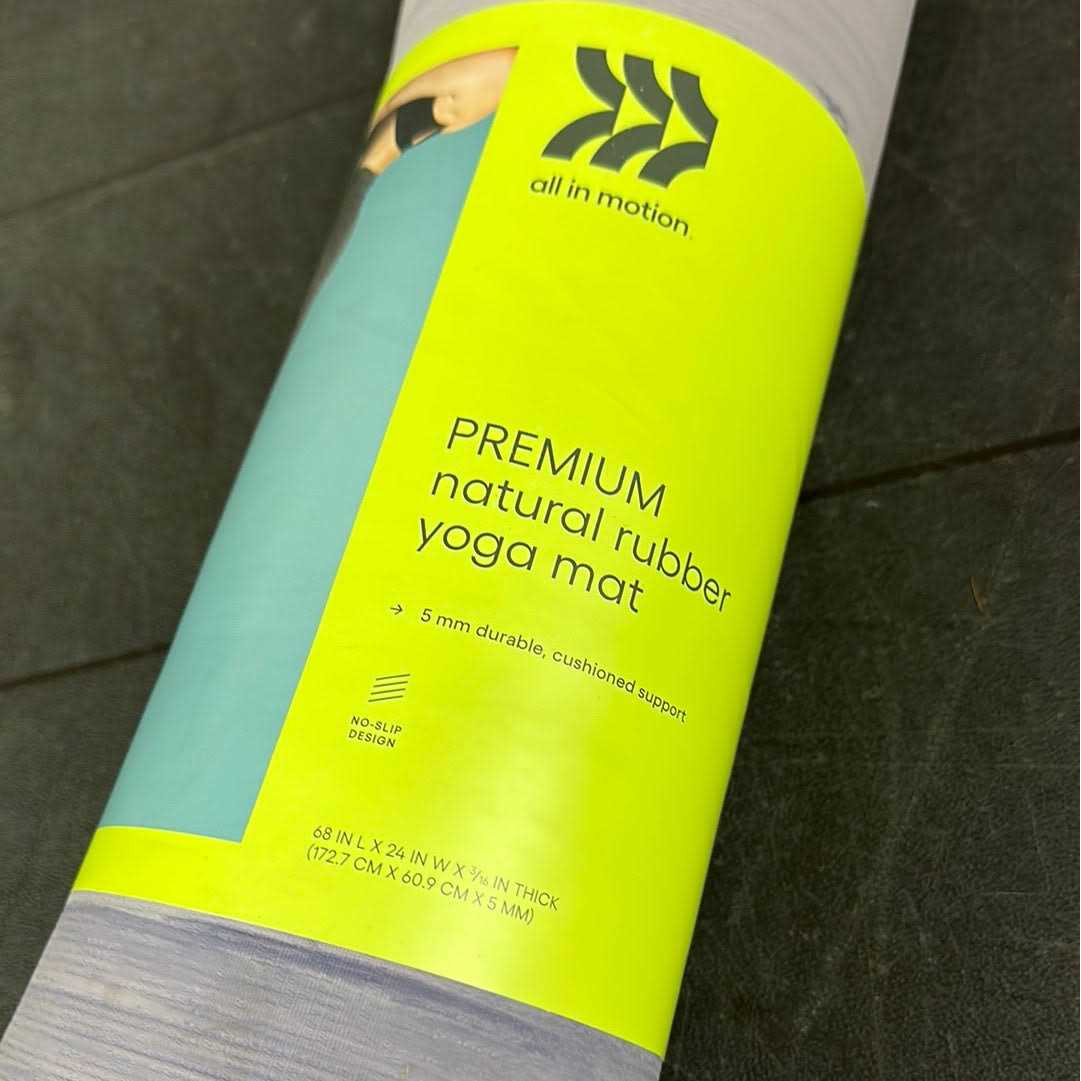 all in motion
PREMIUM
natural rubber
yoga mat
→ 5 mm durable, cushioned support
NO-SLIP
DESIGN
68 IN L X 24 IN W X 3/16 IN THICK
(172.7 CM X 60.9 CM X 5 MM)